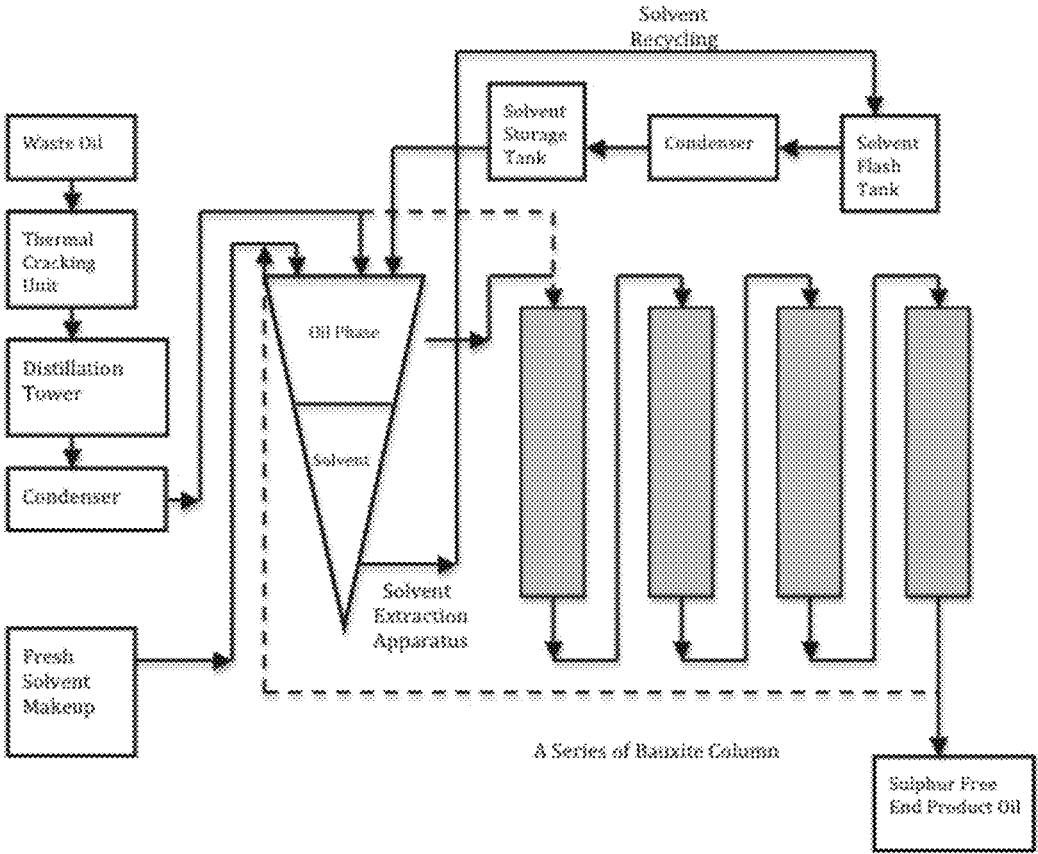 Solvent
Recycling
Waste Oil
Solvent
Storage
Tank
Condenser
Solvent
Flash
Tank
Thermal
Cracking
Unit
Oil Phase
Distillation
Tower
Solvent
Condenser
Solvent
Extraction
Apparatus
Fresh
Solvent
Makeup
A Series of Bauxite Column
Sulphur Free
End Product Oil